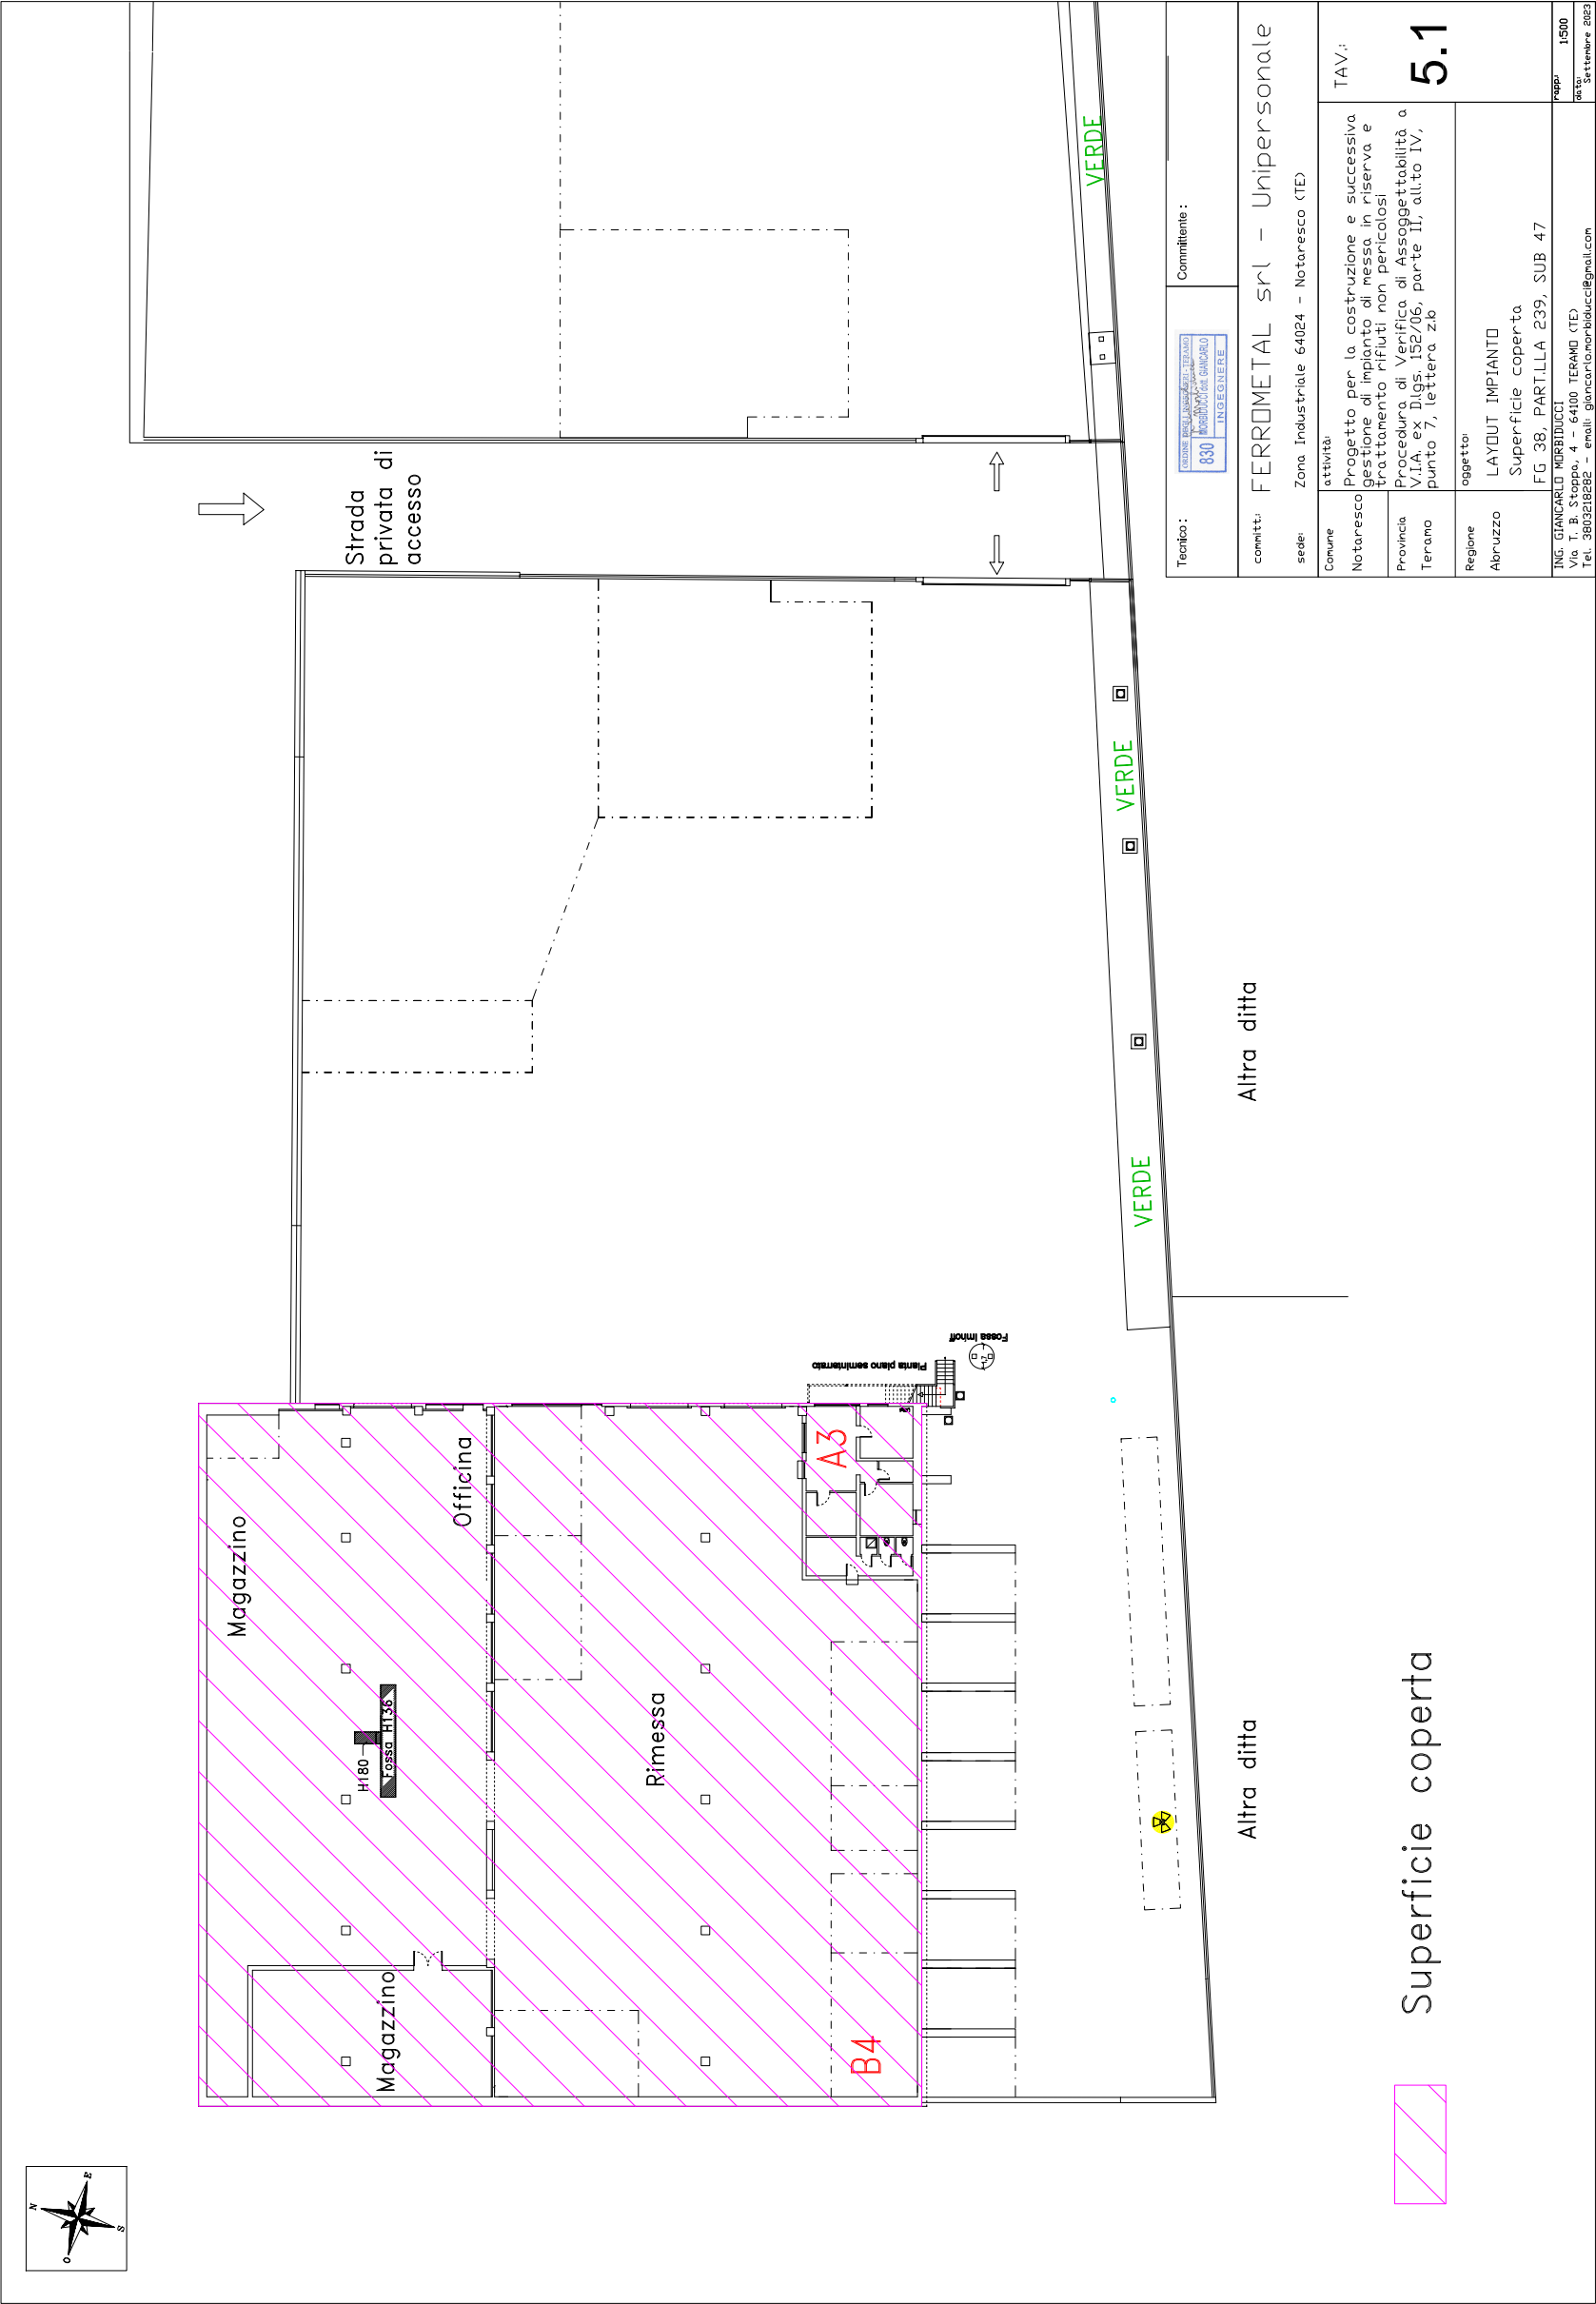 Strada
privata di
accesso
VERDE
VERDE
VERDE
Altra ditta
Altra ditta
Magazzino
Officina
Magazzino
Rimessa
Fossa H136
H180
A3
B4
Pianta piano seminterrato
Fossa Imhoff
N
E
S
O
Superficie coperta
Tecnico:
Committente:
830
MORBIDUCCI dott. GIANCARLO
INGEGNERE
committ.: FERROMETAL srl - Unipersonale
sede: Zona Industriale 64024 - Notaresco (TE)
Comune
Notaresco
Provincia
Teramo
Regione
Abruzzo
attività:
Progetto per la costruzione e successiva
gestione di impianto di messa in riserva e
trattamento rifiuti non pericolosi
Procedura di Verifica di Assoggettabilità a
V.I.A. ex D.lgs. 152/06, parte II, all.to IV,
punto 7, lettera z.b
TAV.:
5.1
oggetto:
LAYOUT IMPIANTO
Superficie coperta
FG 38, PART.LLA 239, SUB 47
ING. GIANCARLO MORBIDUCCI
Via T. B. Stoppa, 4 - 64100 TERAMO (TE)
Tel. 3803218282 - email: giancarlo.morbiducci@gmail.com
rapp.: 1:500
data: Settembre 2023